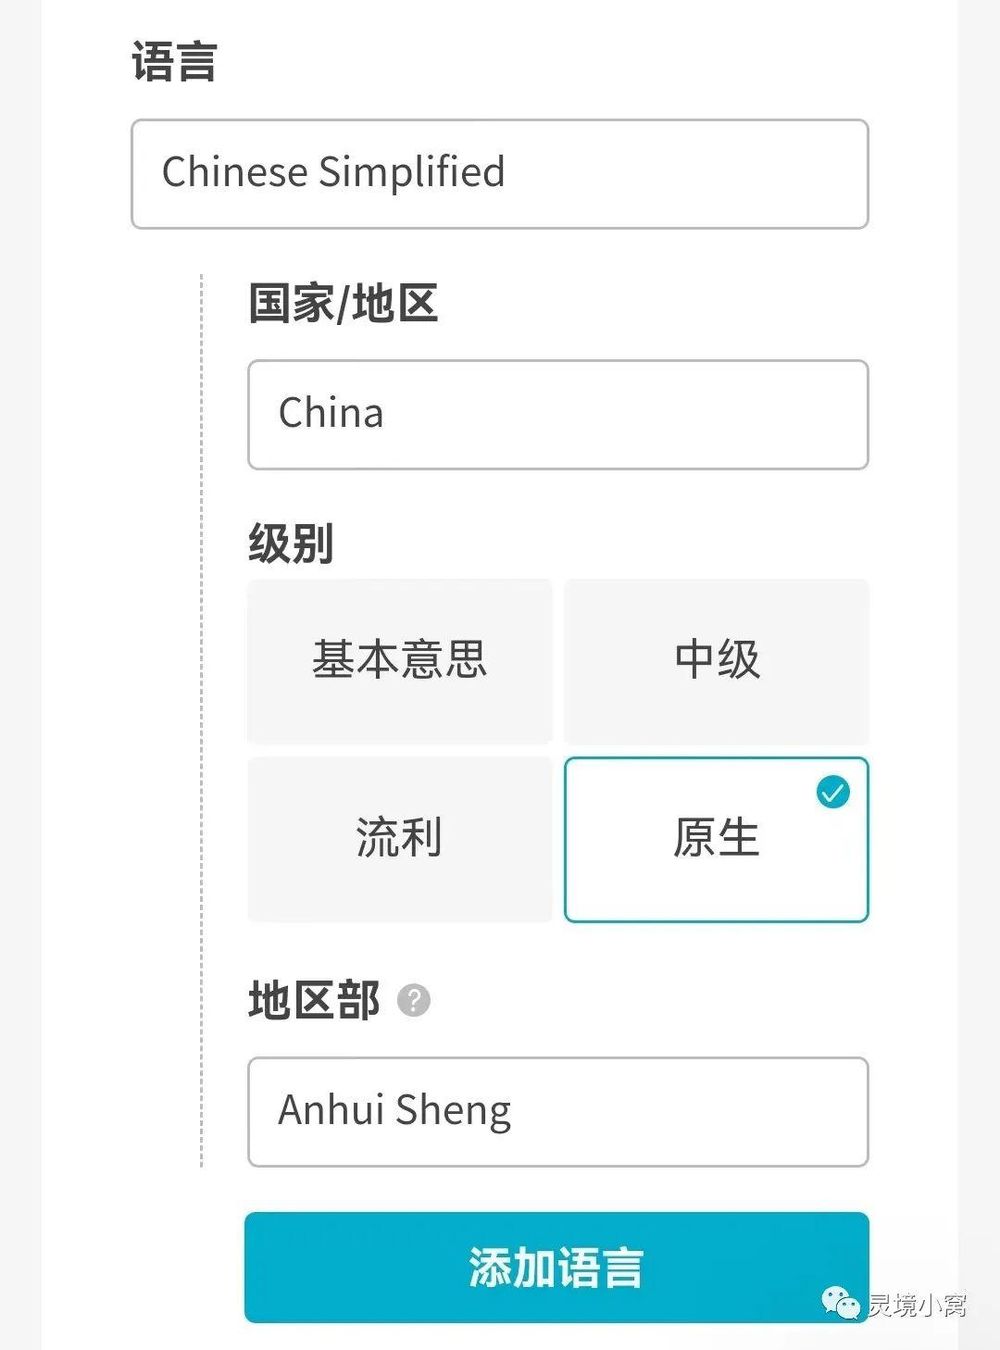 语言
Chinese Simplified
国家/地区
China
级别
基本意思
中级
流利
原生
地区部 ?
Anhui Sheng
添加语言
灵境小窝